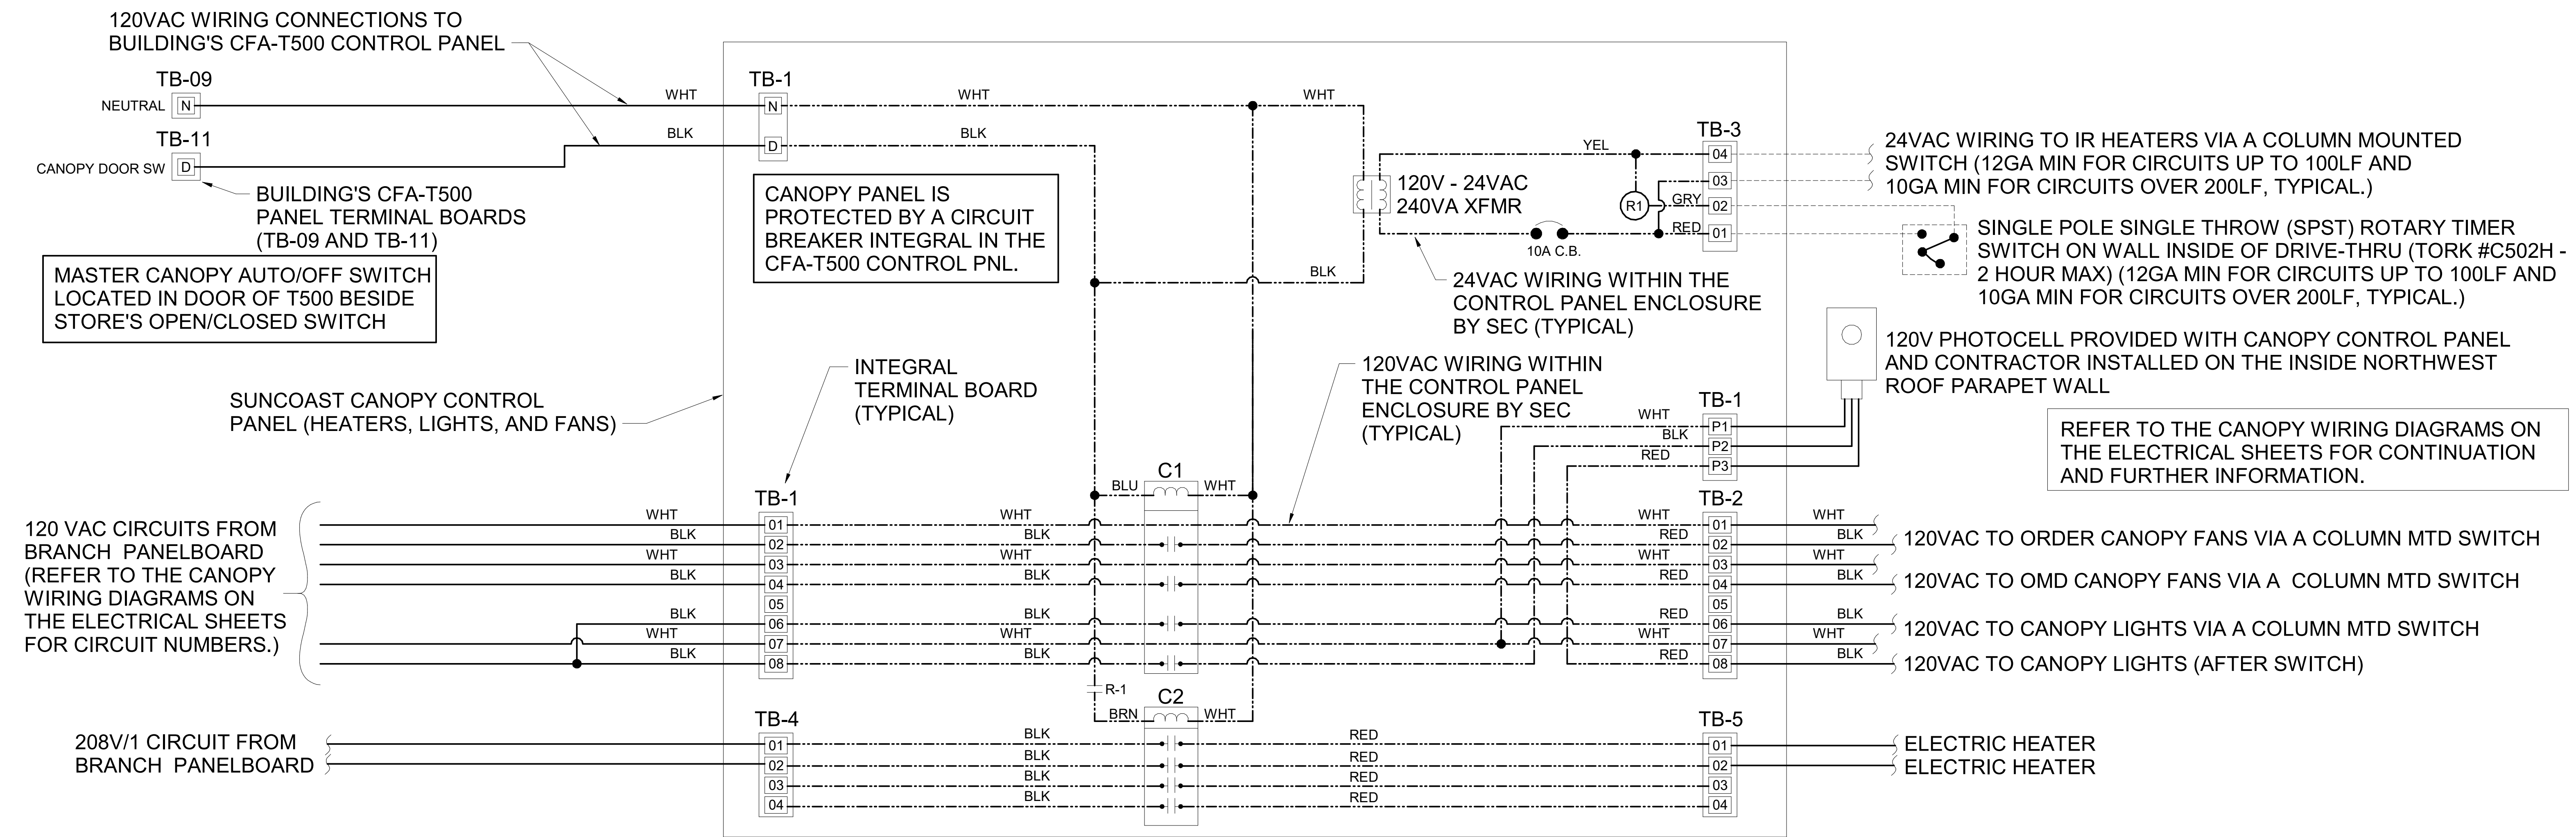 120VAC WIRING CONNECTIONS TO
BUILDING'S CFA-T500 CONTROL PANEL
TB-09
NEUTRAL
N
WHT
TB-11
CANOPY DOOR SW
D
BLK
BUILDING'S CFA-T500
PANEL TERMINAL BOARDS
(TB-09 AND TB-11)
MASTER CANOPY AUTO/OFF SWITCH
LOCATED IN DOOR OF T500 BESIDE
STORE'S OPEN/CLOSED SWITCH
SUNCOAST CANOPY CONTROL
PANEL (HEATERS, LIGHTS, AND FANS)
TB-1
N
WHT
WHT
D
BLK
CANOPY PANEL IS
PROTECTED BY A CIRCUIT
BREAKER INTEGRAL IN THE
CFA-T500 CONTROL PNL.
BLK
120V - 24VAC
240VA XFMR
YEL
R1
GRY
RED
10A C.B.
TB-3
04
03
02
01
24VAC WIRING WITHIN THE
CONTROL PANEL ENCLOSURE
BY SEC (TYPICAL)
24VAC WIRING TO IR HEATERS VIA A COLUMN MOUNTED
SWITCH (12GA MIN FOR CIRCUITS UP TO 100LF AND
10GA MIN FOR CIRCUITS OVER 200LF, TYPICAL.)
SINGLE POLE SINGLE THROW (SPST) ROTARY TIMER
SWITCH ON WALL INSIDE OF DRIVE-THRU (TORK #C502H -
2 HOUR MAX) (12GA MIN FOR CIRCUITS UP TO 100LF AND
10GA MIN FOR CIRCUITS OVER 200LF, TYPICAL.)
120V PHOTOCELL PROVIDED WITH CANOPY CONTROL PANEL
AND CONTRACTOR INSTALLED ON THE INSIDE NORTHWEST
ROOF PARAPET WALL
REFER TO THE CANOPY WIRING DIAGRAMS ON
THE ELECTRICAL SHEETS FOR CONTINUATION
AND FURTHER INFORMATION.
INTEGRAL
TERMINAL BOARD
(TYPICAL)
120VAC WIRING WITHIN
THE CONTROL PANEL
ENCLOSURE BY SEC
(TYPICAL)
TB-1
WHT
P1
BLK
P2
RED
P3
120 VAC CIRCUITS FROM
BRANCH PANELBOARD
(REFER TO THE CANOPY
WIRING DIAGRAMS ON
THE ELECTRICAL SHEETS
FOR CIRCUIT NUMBERS.)
TB-1
C1
BLU
WHT
TB-2
WHT 01 WHT WHT 01 WHT
BLK 02 BLK RED 02 BLK
WHT 03 WHT WHT 03 WHT
BLK 04 BLK RED 04 BLK
05 05
BLK 06 BLK RED 06 BLK
WHT 07 WHT WHT 07 WHT
BLK 08 BLK RED 08 BLK
120VAC TO ORDER CANOPY FANS VIA A COLUMN MTD SWITCH
120VAC TO OMD CANOPY FANS VIA A COLUMN MTD SWITCH
120VAC TO CANOPY LIGHTS VIA A COLUMN MTD SWITCH
120VAC TO CANOPY LIGHTS (AFTER SWITCH)
R-1
C2
BRN
WHT
208V/1 CIRCUIT FROM
BRANCH PANELBOARD
TB-4
TB-5
01 BLK RED 01
02 BLK RED 02
03 BLK RED 03
04 BLK RED 04
ELECTRIC HEATER
ELECTRIC HEATER